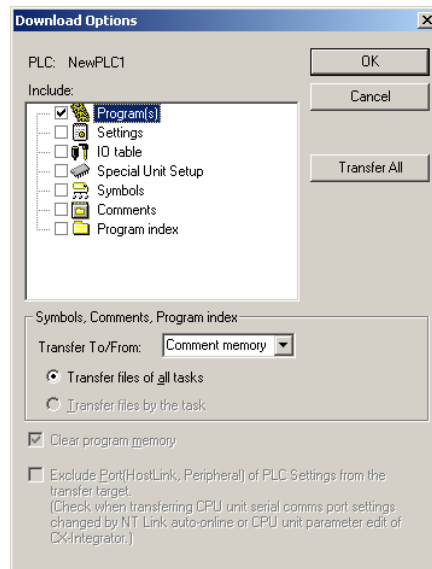 Download Options
PLC: NewPLC1
OK
Include:
Cancel
Program(s)
Settings
IO table
Special Unit Setup
Transfer All
Symbols
Comments
Program index
Symbols, Comments, Program index
Transfer To/From: Comment memory
Transfer files of all tasks
Transfer files by the task
Clear program memory
Exclude Port(HostLink, Peripheral) of PLC Settings from the
transfer target.
(Check when transferring CPU unit serial comms port settings
changed by NT Link auto-online or CPU unit parameter edit of
CX-Integrator.)